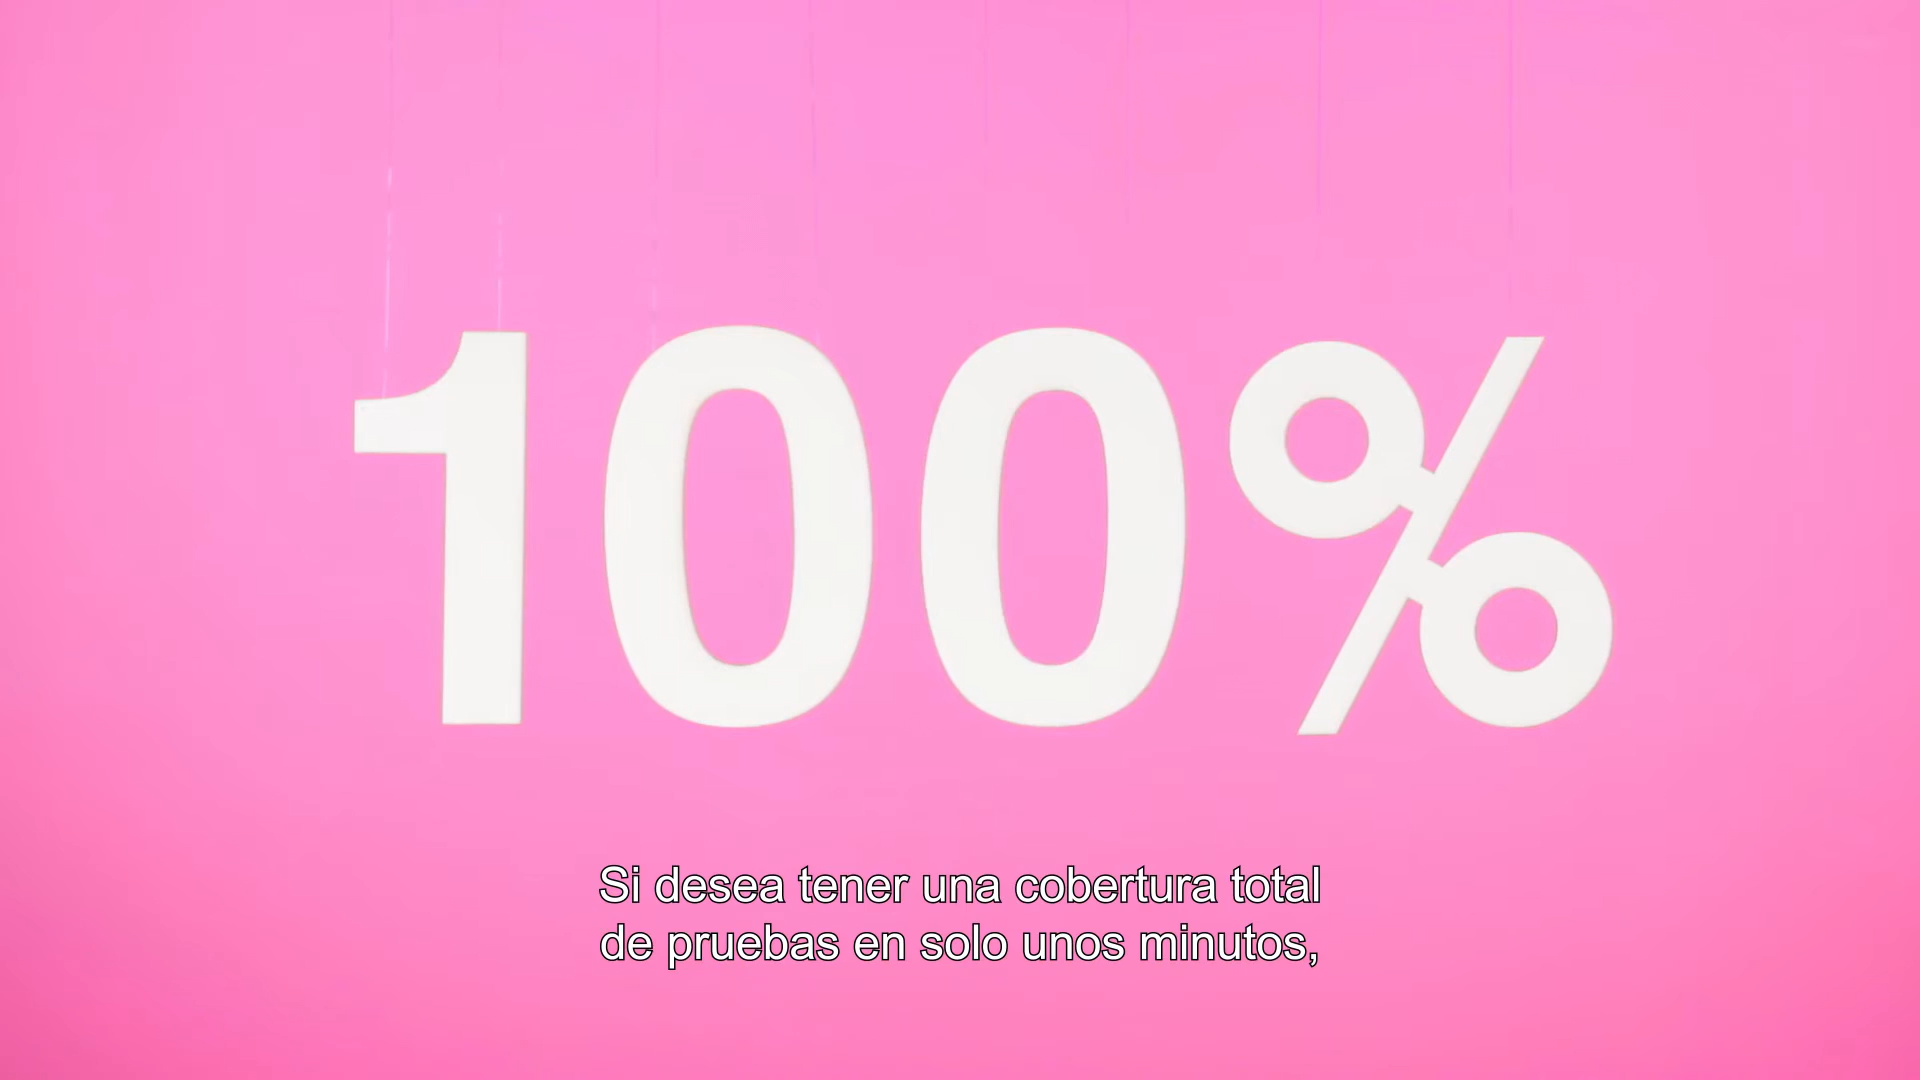 100%
Si desea tener una cobertura total
de pruebas en solo unos minutos,